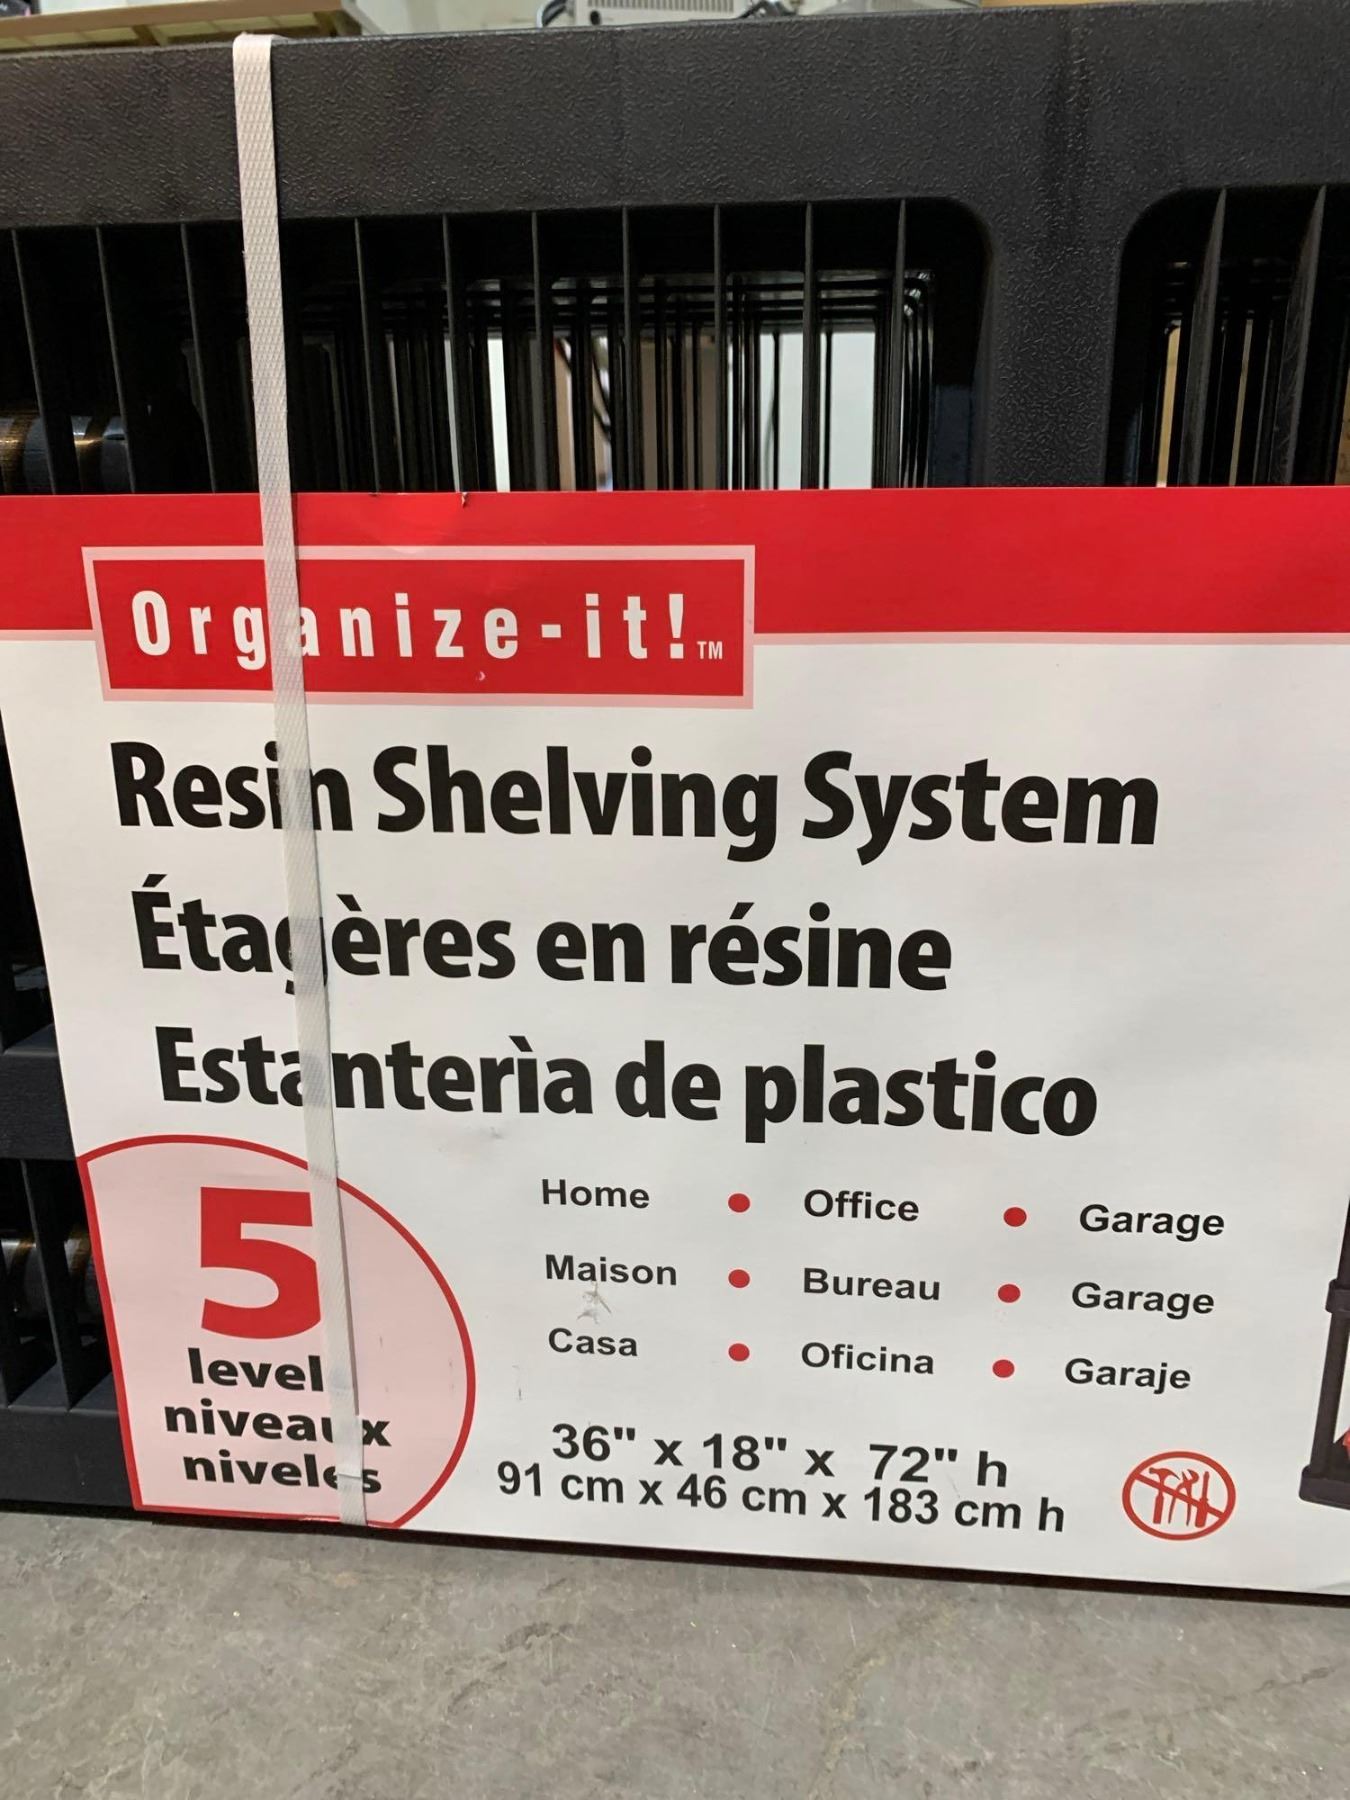 Organize-it!™
Resin Shelving System
Étagères en résine
Estanterìa de plastico
5
level
niveaux
niveles
Home • Office • Garage
Maison • Bureau • Garage
Casa • Oficina • Garaje
36" x 18" x 72" h
91 cm x 46 cm x 183 cm h